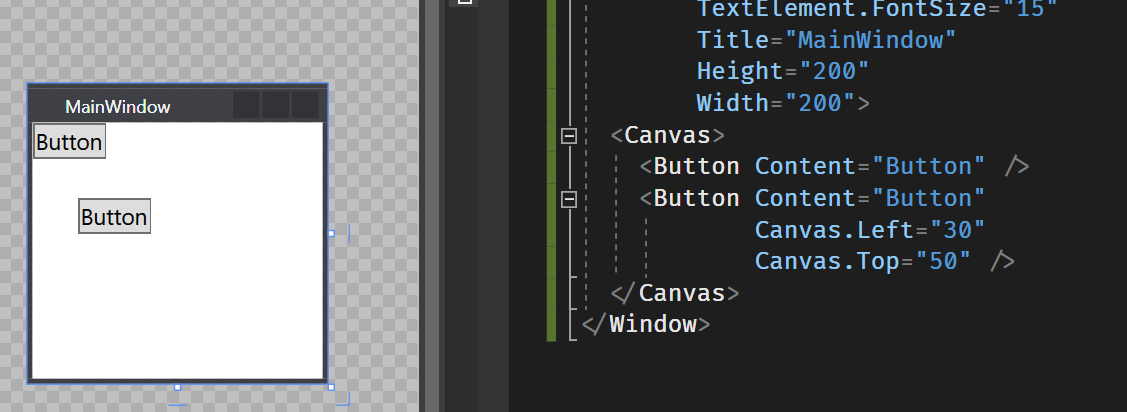 MainWindow
Button
Button
TextElement.FontSize="15"
Title="MainWindow"
Height="200"
Width="200">
<Canvas>
<Button Content="Button" />
<Button Content="Button"
Canvas.Left="30"
Canvas.Top="50" />
</Canvas>
</Window>